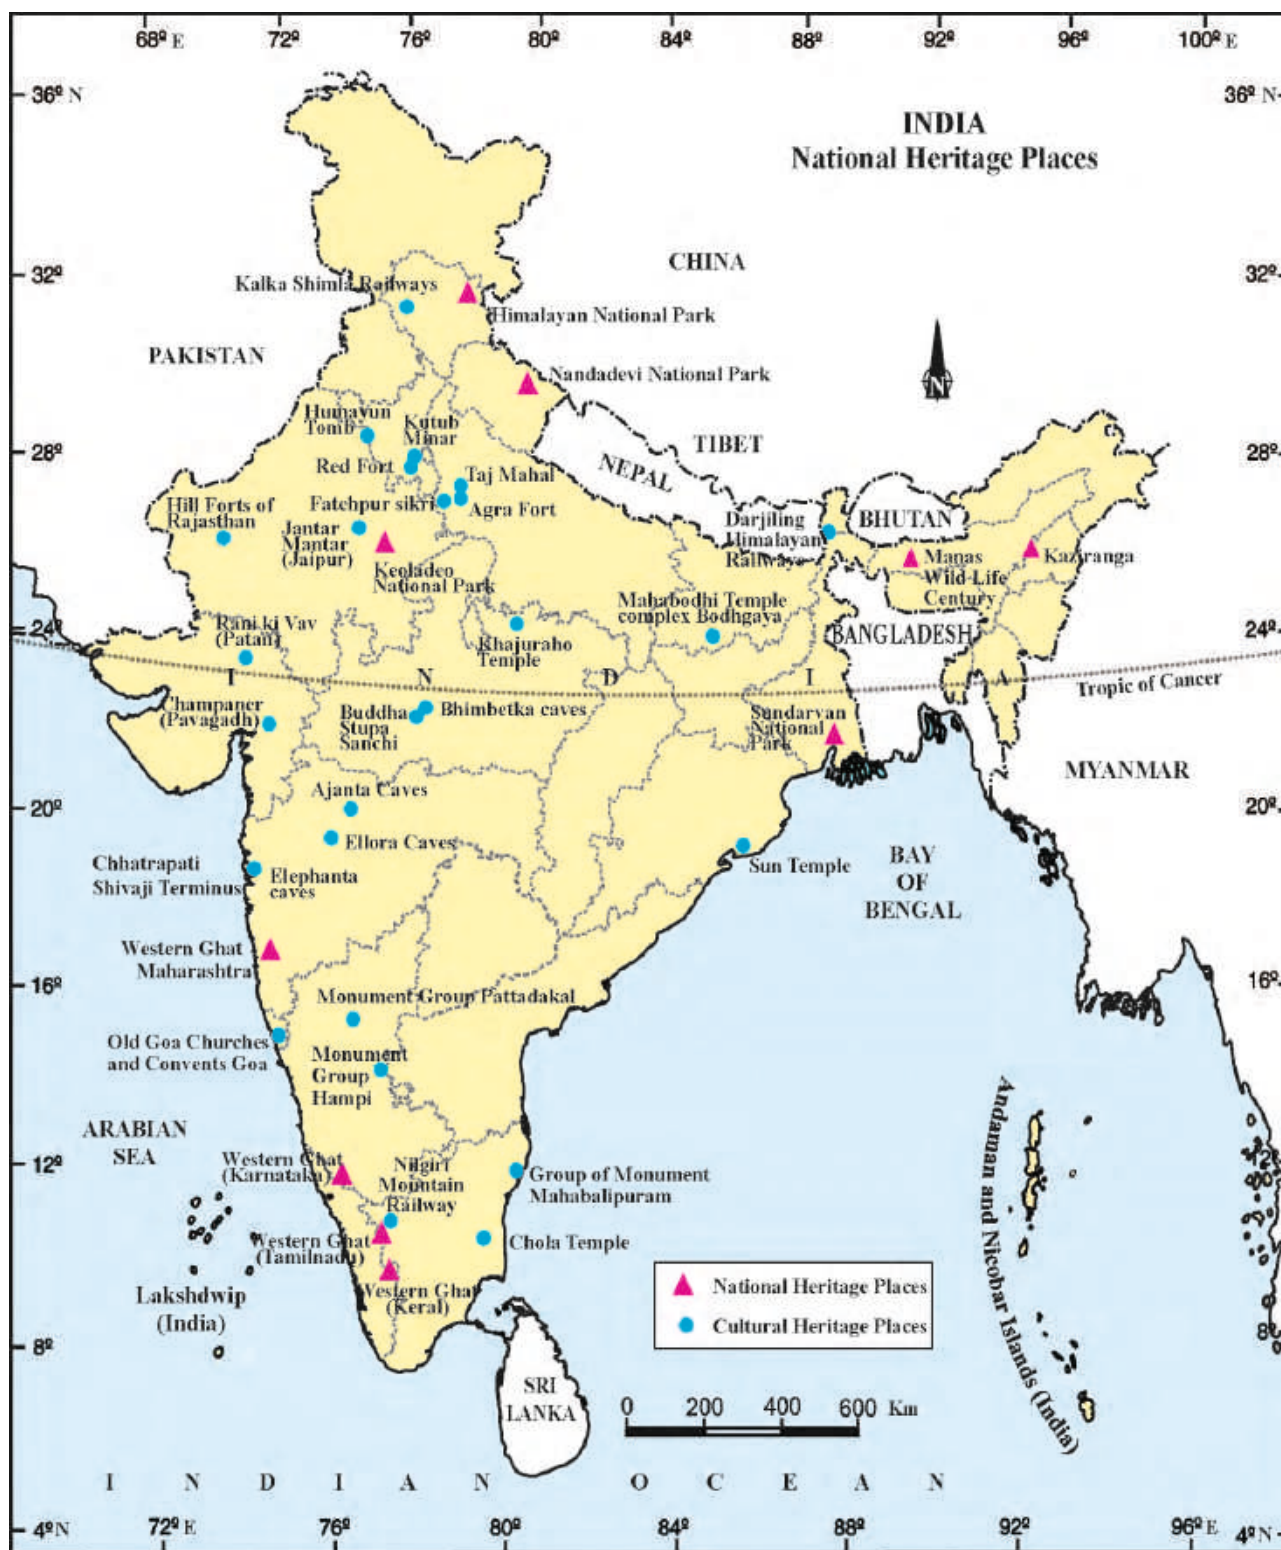 68º E 72º 76º 80º 84º 88º 92º 96º 100º E
36º N
36º N
INDIA
National Heritage Places
CHINA
32º
32º
Kalka Shimla Railways
Himalayan National Park
PAKISTAN
Nandadevi National Park
N
Humayun
Tomb
Kutub
Minar
TIBET
28º
28º
Red Fort
Taj Mahal
NEPAL
Fatehpur sikri
Agra Fort
Hill Forts of
Rajasthan
Jantar
Mantar
(Jaipur)
Darjiling
Himalayan
Railways
BHUTAN
Manas
Wild Life
Century
Kaziranga
Keoladeo
National Park
Mahabodhi Temple
complex Bodhgaya
24º
24º
Rani ki Vav
(Patan)
Khajuraho
Temple
BANGLADESH
I N D I A
Tropic of Cancer
Champaner
(Pavagadh)
Buddha
Stupa
Sanchi
Bhimbetka caves
Sundarvan
National
Park
MYANMAR
Ajanta Caves
20º
20º
Ellora Caves
Chhatrapati
Shivaji Terminus
Elephanta
caves
Sun Temple
BAY
OF
BENGAL
Western Ghat
Maharashtra
16º
16º
Monument Group Pattadakal
Old Goa Churches
and Convents Goa
Monument
Group
Hampi
ARABIAN
SEA
12º
12º
Western Ghat
(Karnataka)
Nilgiri
Mountain
Railway
Group of Monument
Mahabalipuram
Western Ghat
(Tamilnadu)
Chola Temple
Western Ghat
(Keral)
Lakshdwip
(India)
Andaman and Nicobar Islands (India)
National Heritage Places
Cultural Heritage Places
8º
8º
SRI
LANKA
0 200 400 600 Km
I N D I A N O C E A N
4º N
4º N
72º E 76º 80º 84º 88º 92º 96º E